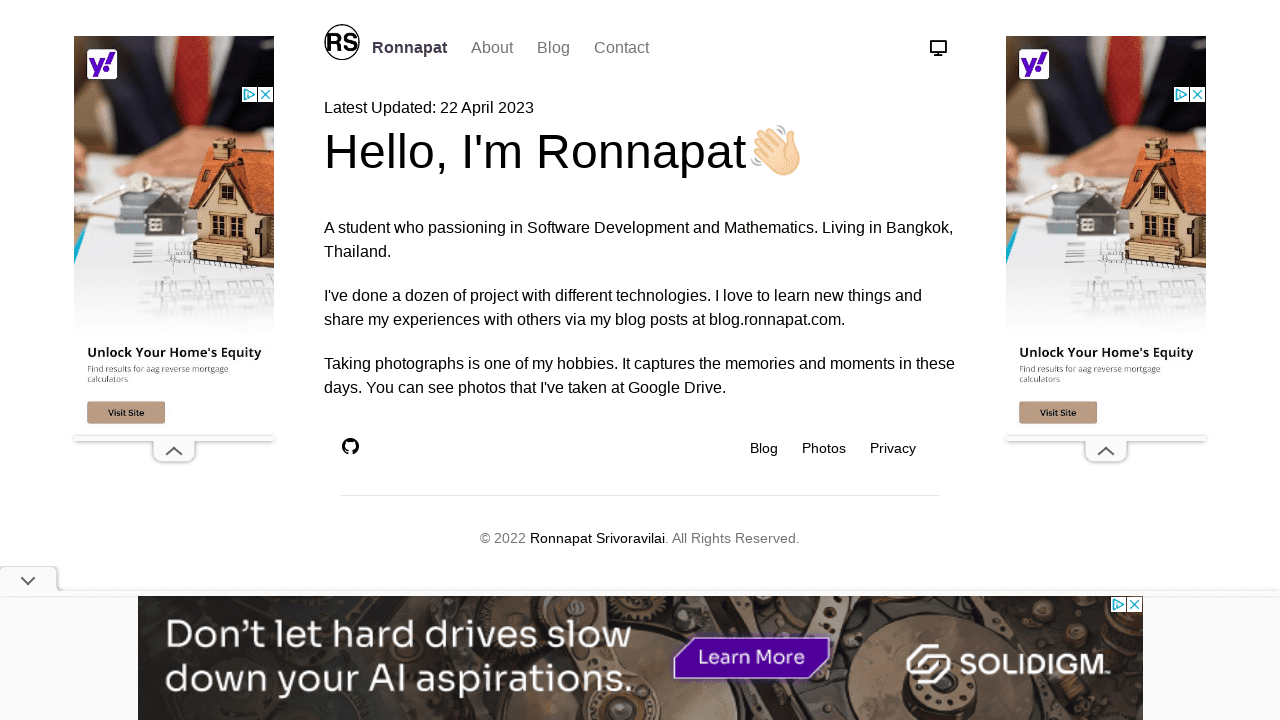 RS
Ronnapat About Blog Contact
Latest Updated: 22 April 2023
Hello, I'm Ronnapat👋🏻
A student who passioning in Software Development and Mathematics. Living in Bangkok,
Thailand.
I've done a dozen of project with different technologies. I love to learn new things and
share my experiences with others via my blog posts at blog.ronnapat.com.
Taking photographs is one of my hobbies. It captures the memories and moments in these
days. You can see photos that I've taken at Google Drive.
Blog Photos Privacy
© 2022 Ronnapat Srivoravilai. All Rights Reserved.
y!
Unlock Your Home's Equity
Find results for aag reverse mortgage
calculators
Visit Site
y!
Unlock Your Home's Equity
Find results for aag reverse mortgage
calculators
Visit Site
Don't let hard drives slow
down your AI aspirations.
Learn More
SOLIDIGM